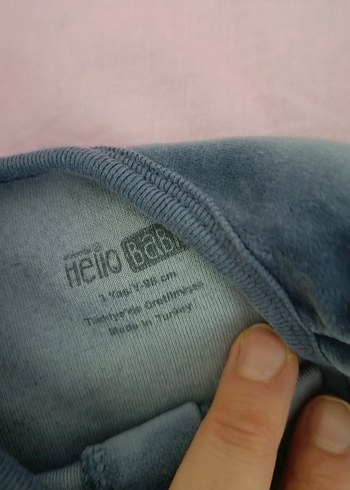 Hello BaBY
3 Yaş/Y-98 cm
Türkiye'de Üretilmiştir
Made in Turkey